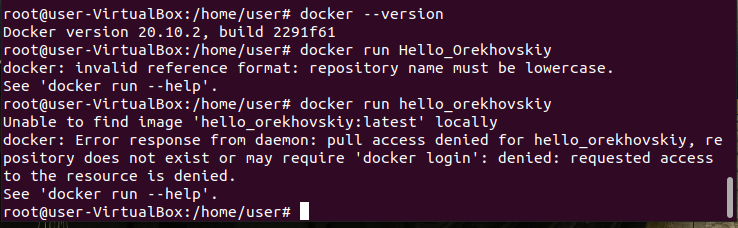 root@user-VirtualBox:/home/user# docker --version
Docker version 20.10.2, build 2291f61
root@user-VirtualBox:/home/user# docker run Hello_Orekhovskiy
docker: invalid reference format: repository name must be lowercase.
See 'docker run --help'.
root@user-VirtualBox:/home/user# docker run hello_orekhovskiy
Unable to find image 'hello_orekhovskiy:latest' locally
docker: Error response from daemon: pull access denied for hello_orekhovskiy, re
pository does not exist or may require 'docker login': denied: requested access
to the resource is denied.
See 'docker run --help'.
root@user-VirtualBox:/home/user#